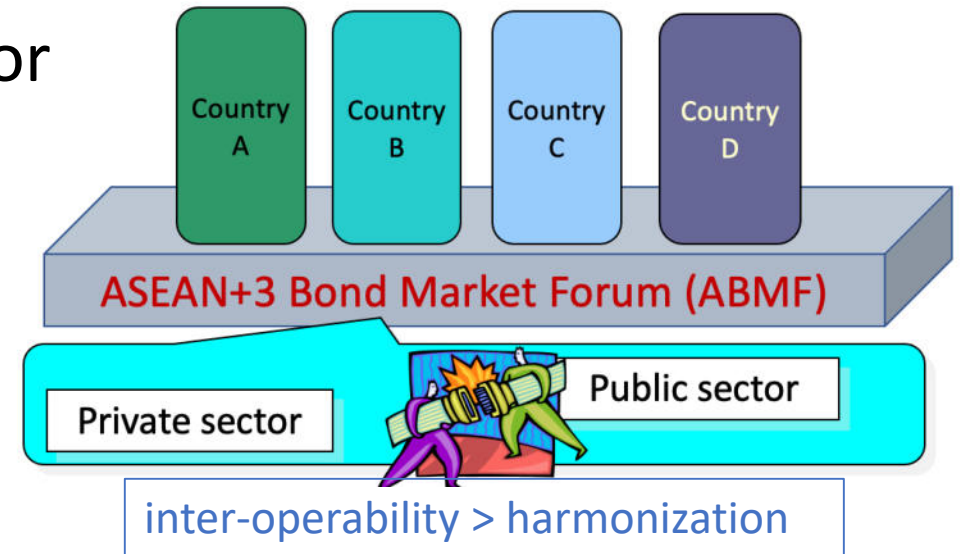 or
Country
A
Country
B
Country
C
Country
D
ASEAN+3 Bond Market Forum (ABMF)
Private sector
Public sector
inter-operability > harmonization